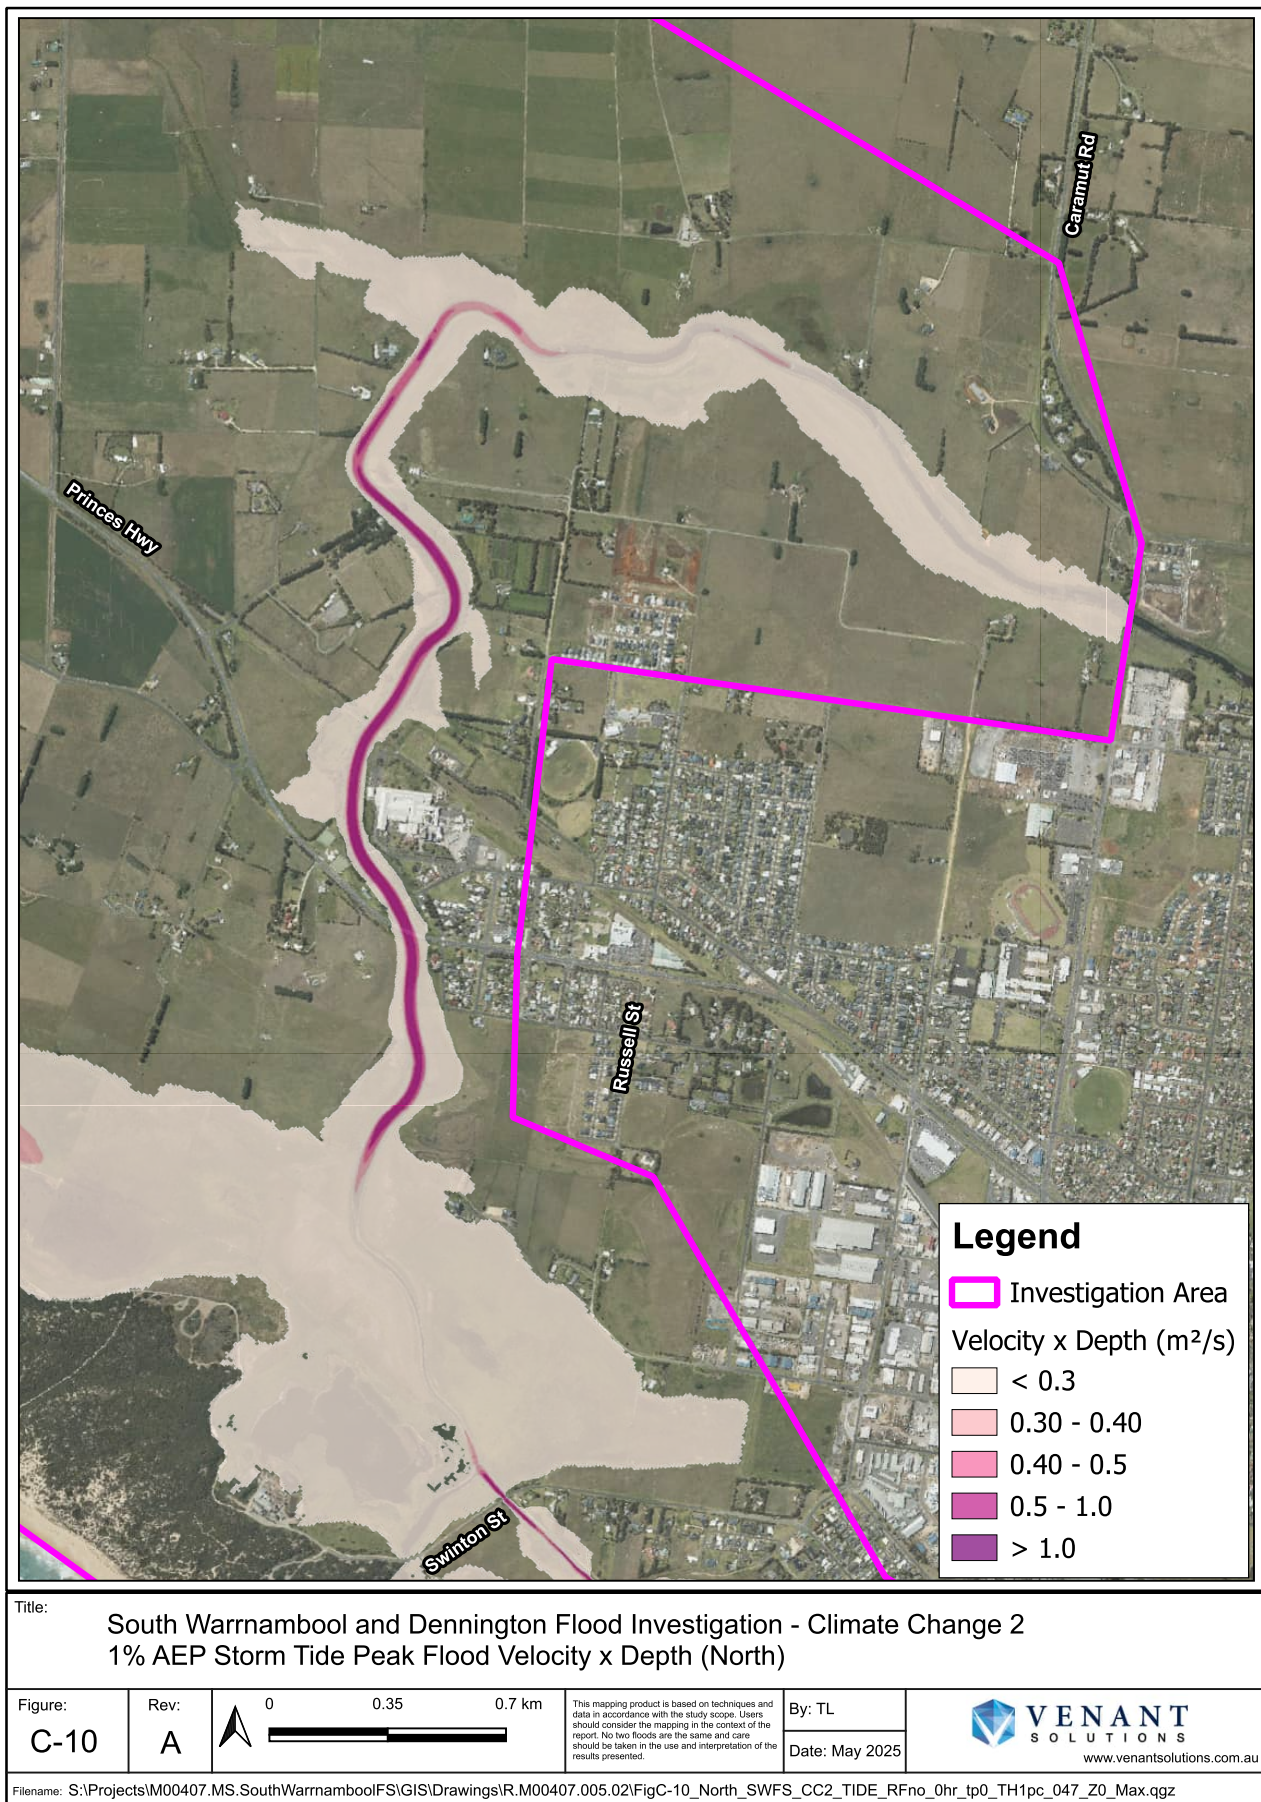 Caramut Rd
Princes Hwy
Russell St
Swinton St
Legend
Investigation Area
Velocity x Depth (m²/s)
< 0.3
0.30 - 0.40
0.40 - 0.5
0.5 - 1.0
> 1.0
Title:
South Warrnambool and Dennington Flood Investigation - Climate Change 2
1% AEP Storm Tide Peak Flood Velocity x Depth (North)
Figure:
C-10
Rev:
A
0 0.35 0.7 km
This mapping product is based on techniques and
data in accordance with the study scope. Users
should consider the mapping in the context of the
report. No two floods are the same and care
should be taken in the use and interpretation of the
results presented.
By: TL
Date: May 2025
VENANT
SOLUTIONS
www.venantsolutions.com.au
Filename: S:\Projects\M00407.MS.SouthWarrnamboolFS\GIS\Drawings\R.M00407.005.02\FigC-10_North_SWFS_CC2_TIDE_RFno_0hr_tp0_TH1pc_047_Z0_Max.qgz